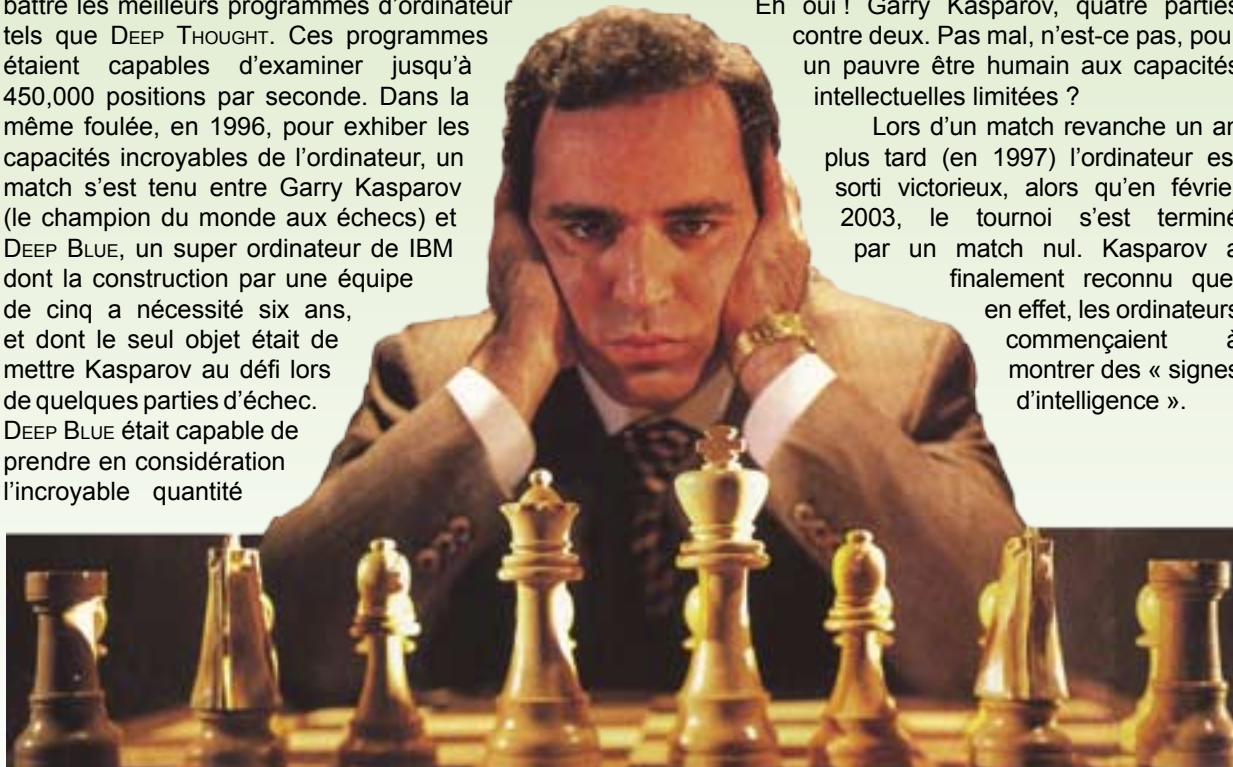 battre les meilleurs programmes d'ordinateur
tels que DEEP THOUGHT. Ces programmes
étaient capables d'examiner jusqu'à
450,000 positions par seconde. Dans la
même foulée, en 1996, pour exhiber les
capacités incroyables de l'ordinateur, un
match s'est tenu entre Garry Kasparov
(le champion du monde aux échecs) et
DEEP BLUE, un super ordinateur de IBM
dont la construction par une équipe
de cinq a nécessité six ans,
et dont le seul objet était de
mettre Kasparov au défi lors
de quelques parties d'échec.
DEEP BLUE était capable de
prendre en considération
l'incroyable quantité
Eh oui ! Garry Kasparov, quatre parties
contre deux. Pas mal, n'est-ce pas, pou
un pauvre être humain aux capacités
intellectuelles limitées ?
Lors d'un match revanche un an
plus tard (en 1997) l'ordinateur es
sorti victorieux, alors qu'en févrie
2003, le tournoi s'est terminé
par un match nul. Kasparov a
finalement reconnu que
en effet, les ordinateurs
commençaient à
montrer des « signes
d'intelligence ».